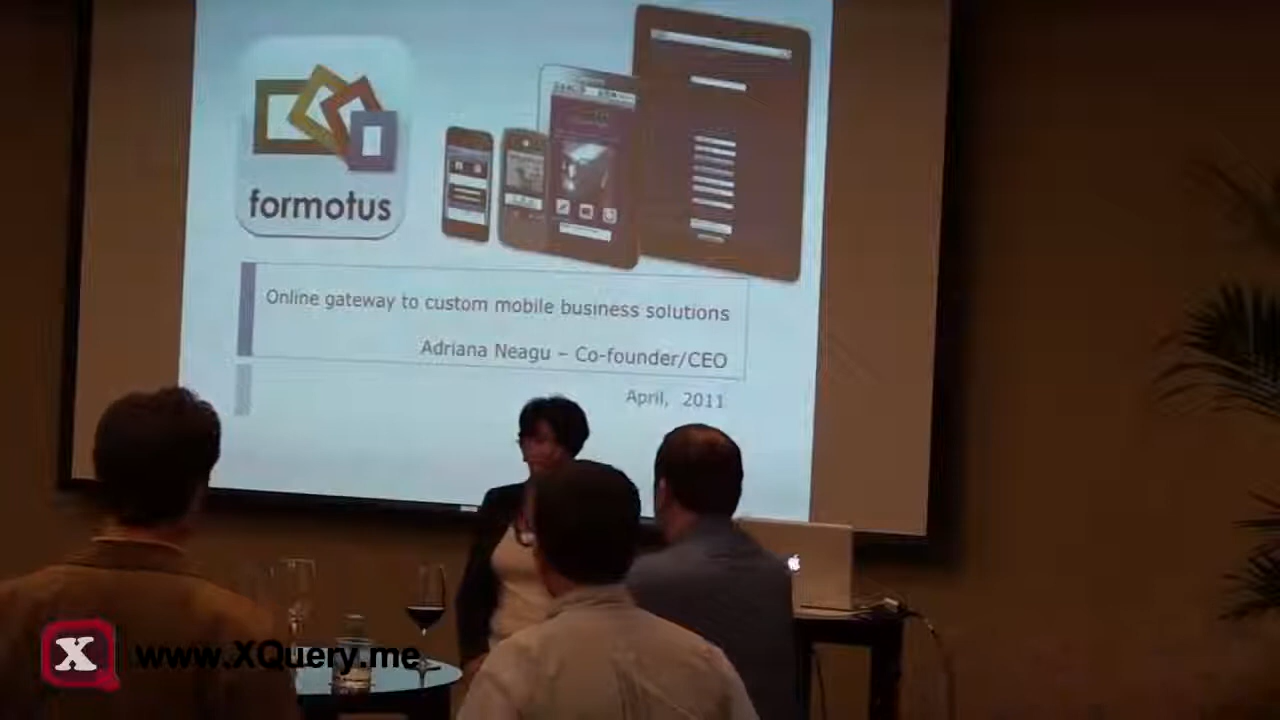 formotus
Online gateway to custom mobile business solutions
Adriana Neagu – Co-founder/CEO
April, 2011
X www.XQuery.me